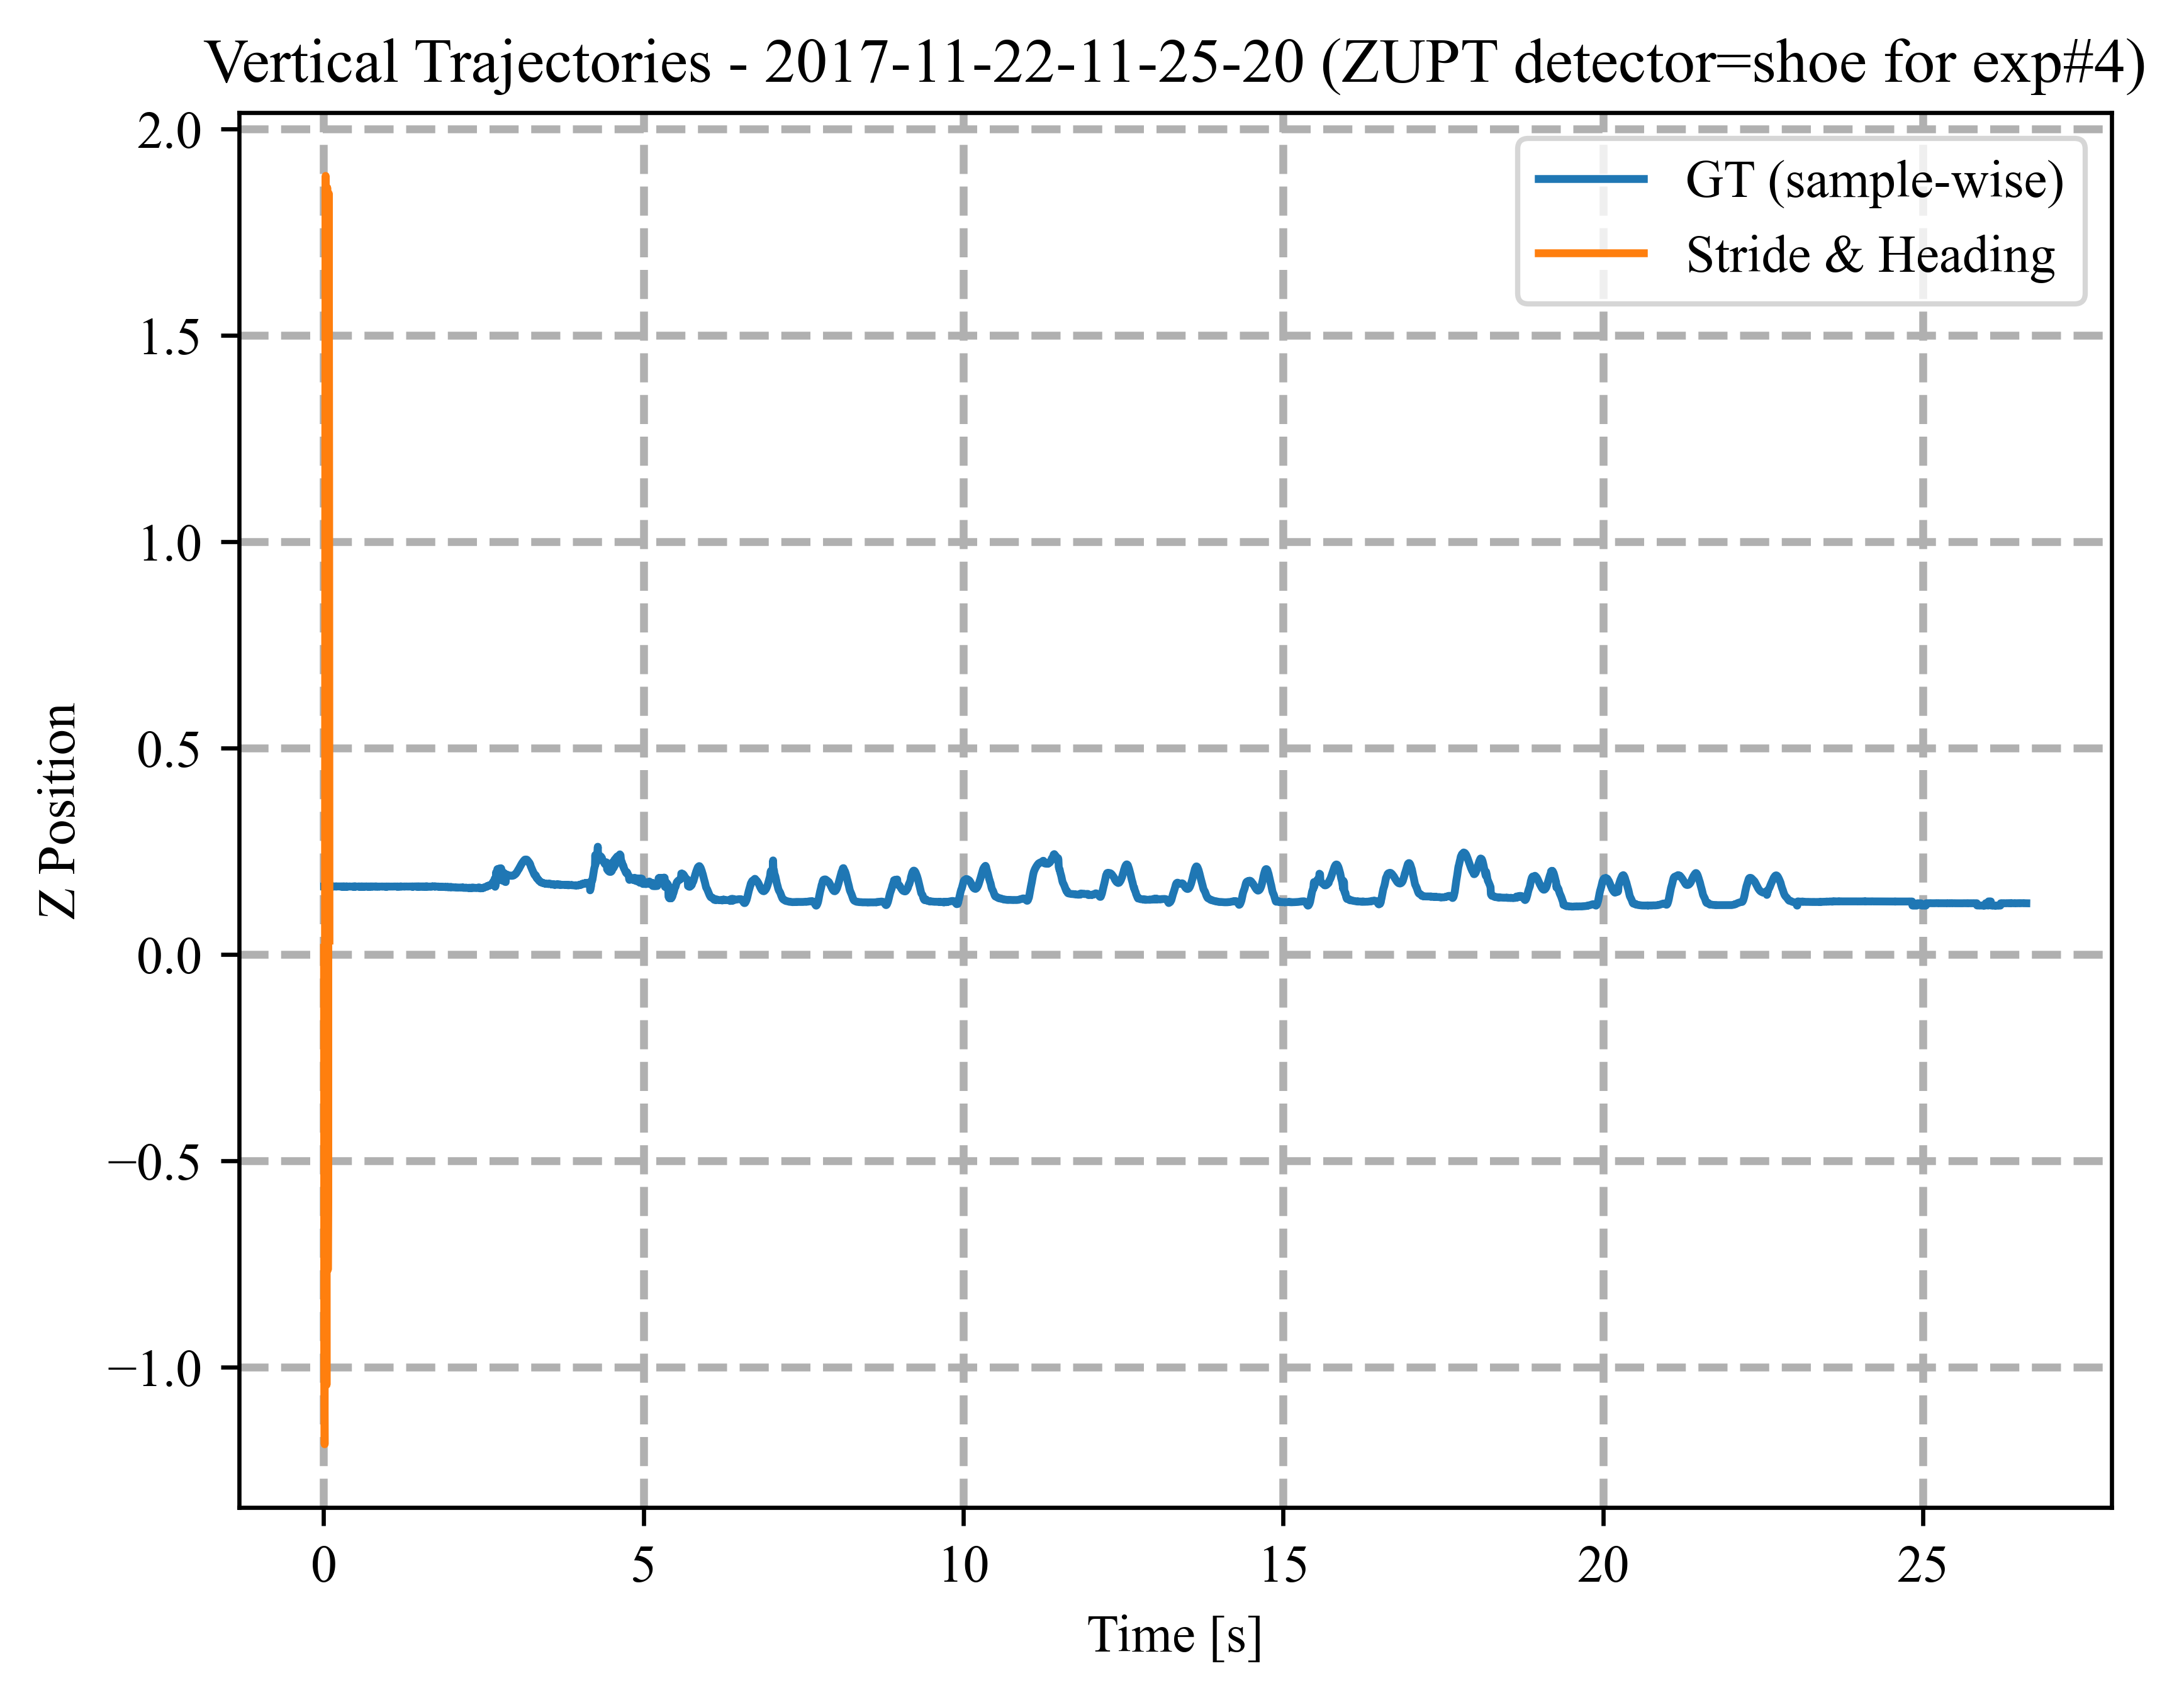 Vertical Trajectories - 2017-11-22-11-25-20 (ZUPT detector=shoe for exp#4)
GT (sample-wise)
Stride & Heading
2.0
1.5
1.0
0.5
0.0
−0.5
−1.0
Z Position
0 5 10 15 20 25
Time [s]